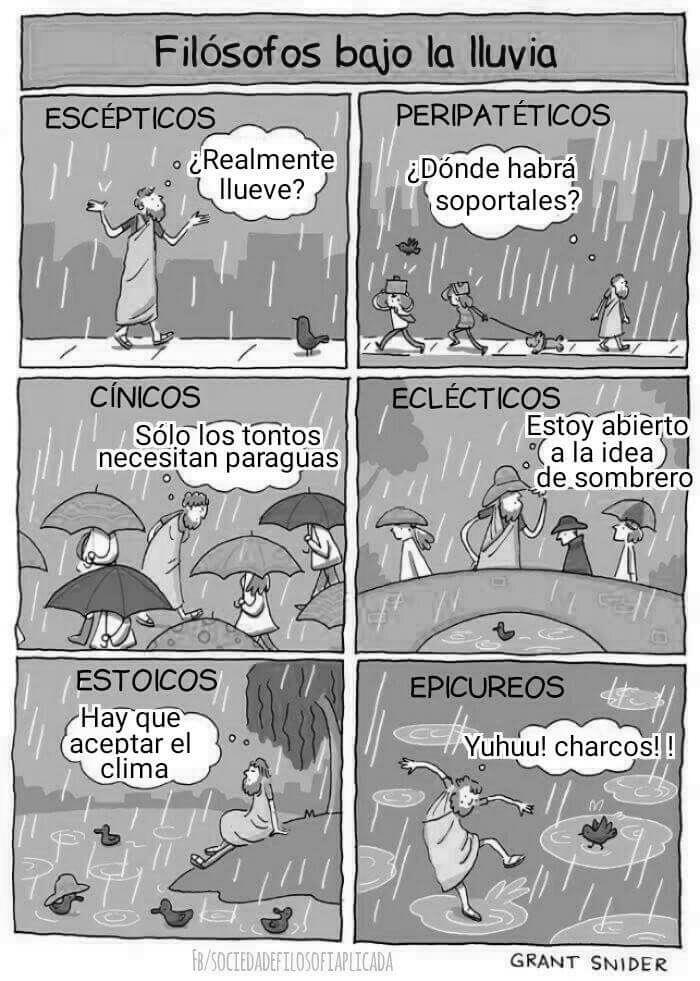 Filósofos bajo la lluvia
ESCÉPTICOS
¿Realmente
llueve?
PERIPATÉTICOS
¿Dónde habrá
soportales?
CÍNICOS
Sólo los tontos
necesitan paraguas
ECLÉCTICOS
Estoy abierto
a la idea
de sombrero
ESTOICOS
Hay que
aceptar el
clima
EPICUREOS
Yuhuu! charcos!!
FB/SOCIEDADEFILOSOFIAPLICADA
GRANT SNIDER